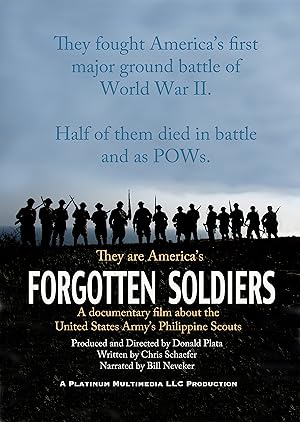 They fought America's first
major ground battle of
World War II.
Half of them died in battle
and as POWs.
They are America's
FORGOTTEN SOLDIERS
A documentary film about the
United States Army's Philippine Scouts
Produced and Directed by Donald Plata
Written by Chris Schaefer
Narrated by Bill Neveker
A PLATINUM MULTIMEDIA LLC PRODUCTION